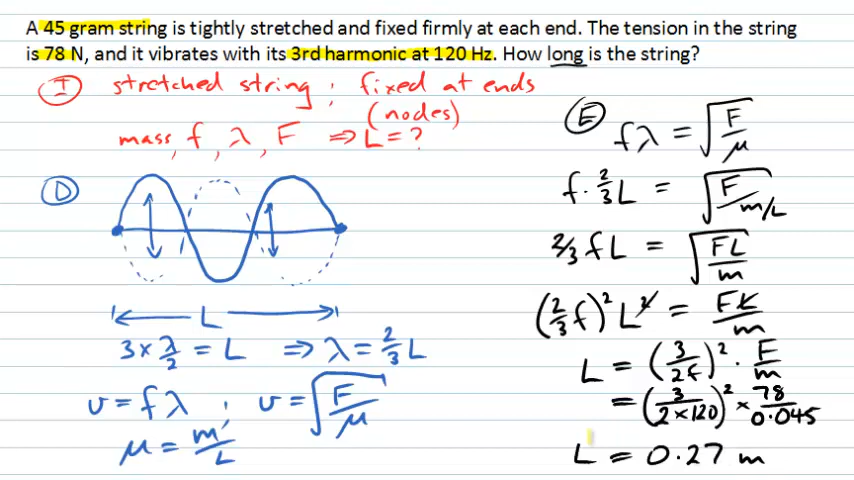 A 45 gram string is tightly stretched and fixed firmly at each end. The tension in the string
is 78 N, and it vibrates with its 3rd harmonic at 120 Hz. How long is the string?
I stretched string ; fixed at ends
(nodes)
mass, f, λ, F ⇒ L = ?
D
L
3 × λ/2 = L ⇒ λ = 2/3 L
v = fλ ; v = √(F/μ)
μ = m/L
E fλ = √(F/μ)
f · 2/3 L = √(F/m/L)
2/3 fL = √(FL/m)
(2/3 f)² L² = FL/m
L = (3/2f)² · F/m
= (3/2×120)² × 78/0.045
L = 0.27 m